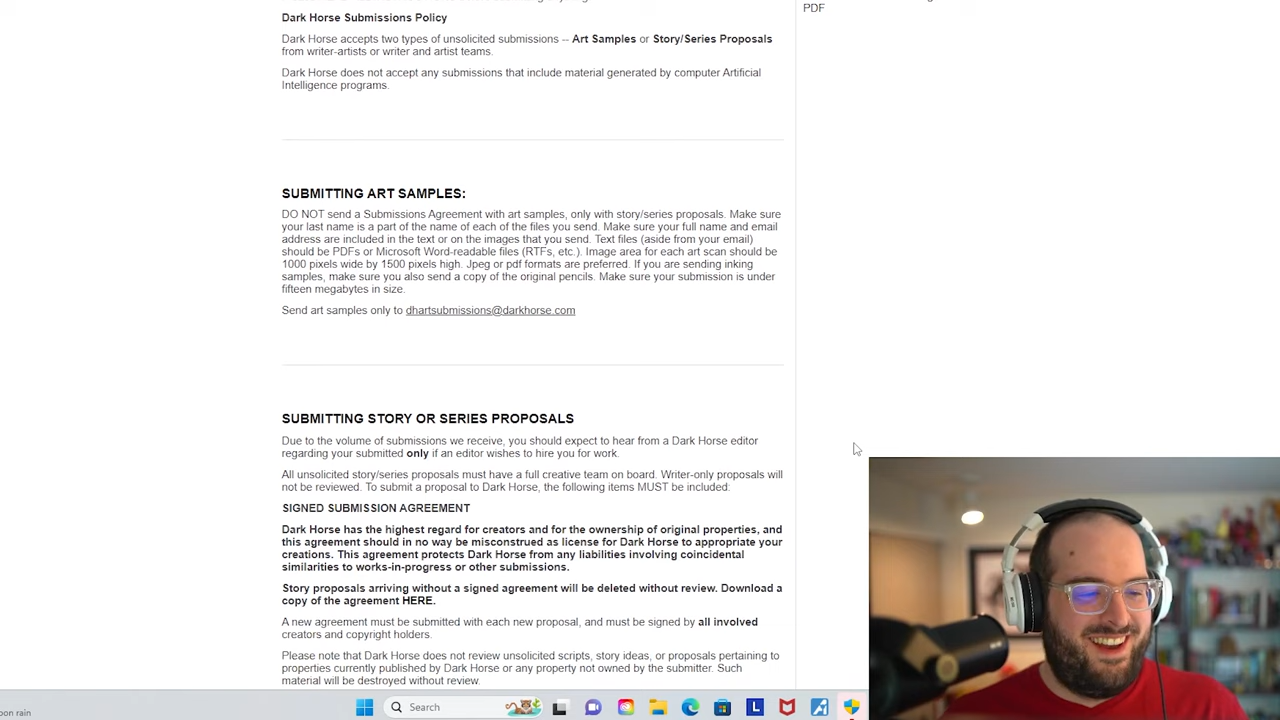 PDF
Dark Horse Submissions Policy
Dark Horse accepts two types of unsolicited submissions -- Art Samples or Story/Series Proposals
from writer-artists or writer and artist teams.
Dark Horse does not accept any submissions that include material generated by computer Artificial
Intelligence programs.
SUBMITTING ART SAMPLES:
DO NOT send a Submissions Agreement with art samples, only with story/series proposals. Make sure
your last name is a part of the name of each of the files you send. Make sure your full name and email
address are included in the text or on the images that you send. Text files (aside from your email)
should be PDFs or Microsoft Word-readable files (RTFs, etc.). Image area for each art scan should be
1000 pixels wide by 1500 pixels high. Jpeg or pdf formats are preferred. If you are sending inking
samples, make sure you also send a copy of the original pencils. Make sure your submission is under
fifteen megabytes in size.
Send art samples only to dhartsubmissions@darkhorse.com
SUBMITTING STORY OR SERIES PROPOSALS
Due to the volume of submissions we receive, you should expect to hear from a Dark Horse editor
regarding your submitted only if an editor wishes to hire you for work.
All unsolicited story/series proposals must have a full creative team on board. Writer-only proposals will
not be reviewed. To submit a proposal to Dark Horse, the following items MUST be included:
SIGNED SUBMISSION AGREEMENT
Dark Horse has the highest regard for creators and for the ownership of original properties, and
this agreement should in no way be misconstrued as license for Dark Horse to appropriate your
creations. This agreement protects Dark Horse from any liabilities involving coincidental
similarities to works-in-progress or other submissions.
Story proposals arriving without a signed agreement will be deleted without review. Download a
copy of the agreement HERE.
A new agreement must be submitted with each new proposal, and must be signed by all involved
creators and copyright holders.
Please note that Dark Horse does not review unsolicited scripts, story ideas, or proposals pertaining to
properties currently published by Dark Horse or any property not owned by the submitter. Such
material will be destroyed without review.
Search
L
oon rain